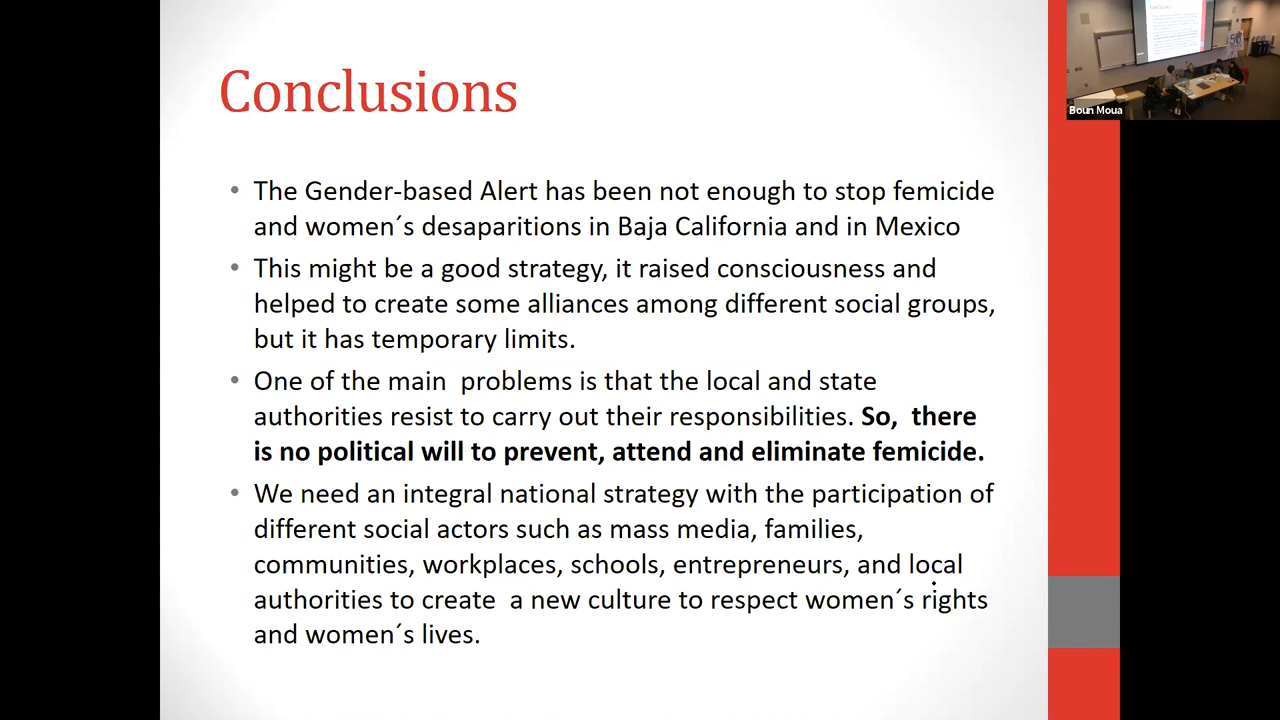 Conclusions
• The Gender-based Alert has been not enough to stop femicide
and women´s desaparitions in Baja California and in Mexico
• This might be a good strategy, it raised consciousness and
helped to create some alliances among different social groups,
but it has temporary limits.
• One of the main  problems is that the local and state
authorities resist to carry out their responsibilities. So,  there
is no political will to prevent, attend and eliminate femicide.
• We need an integral national strategy with the participation of
different social actors such as mass media, families,
communities, workplaces, schools, entrepreneurs, and local
authorities to create  a new culture to respect women´s rights
and women´s lives.
Boun Moua